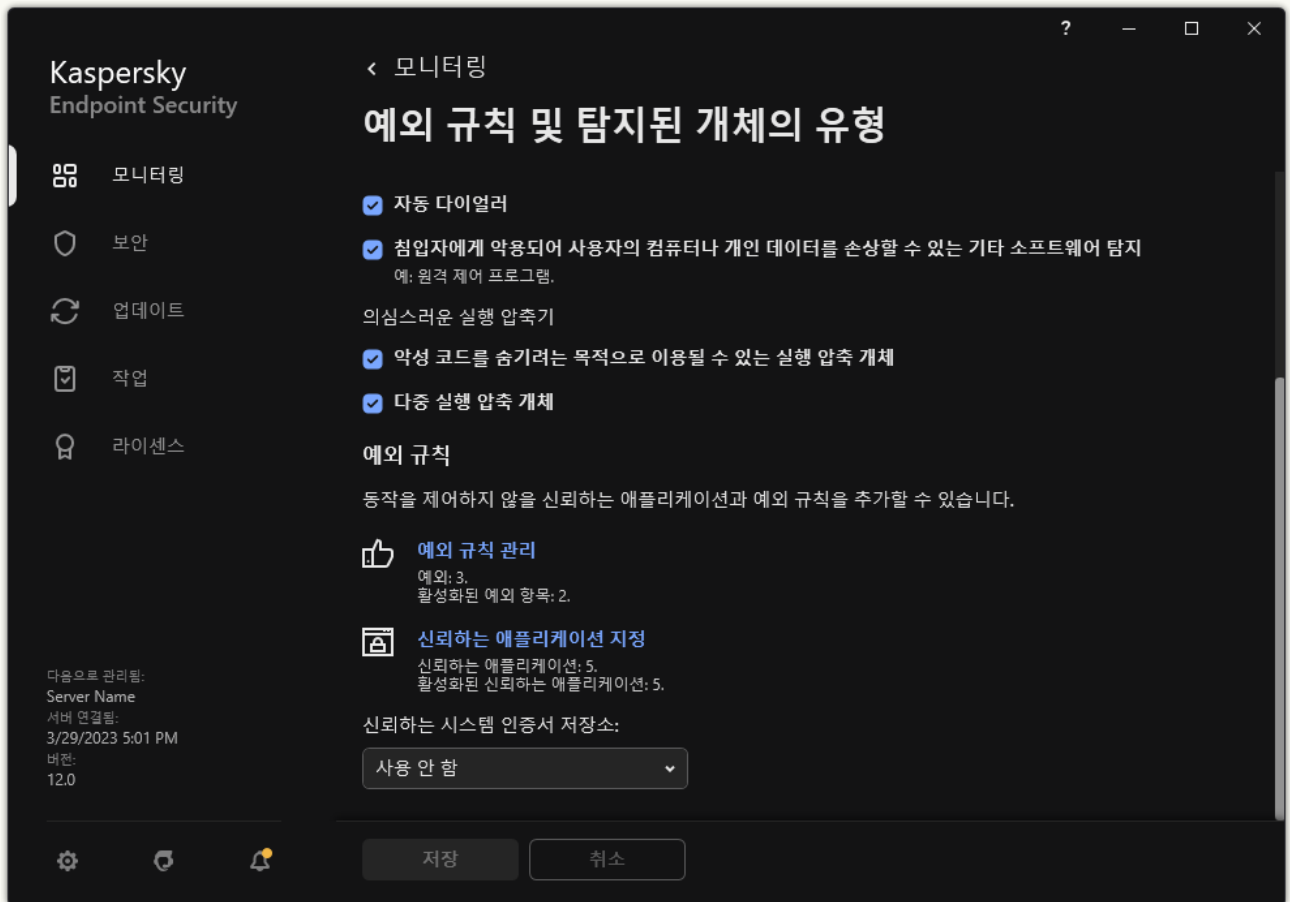 ?
Kaspersky
Endpoint Security
모니터링
보안
업데이트
작업
라이센스
다음으로 관리됨:
Server Name
서버 연결됨:
3/29/2023 5:01 PM
버전:
12.0
모니터링
예외 규칙 및 탐지된 개체의 유형
자동 다이얼러
침입자에게 악용되어 사용자의 컴퓨터나 개인 데이터를 손상할 수 있는 기타 소프트웨어 탐지
예: 원격 제어 프로그램.
의심스러운 실행 압축기
악성 코드를 숨기려는 목적으로 이용될 수 있는 실행 압축 개체
다중 실행 압축 개체
예외 규칙
동작을 제어하지 않을 신뢰하는 애플리케이션과 예외 규칙을 추가할 수 있습니다.
예외 규칙 관리
예외: 3.
활성화된 예외 항목: 2.
신뢰하는 애플리케이션 지정
신뢰하는 애플리케이션: 5.
활성화된 신뢰하는 애플리케이션: 5.
신뢰하는 시스템 인증서 저장소:
사용 안 함
저장
취소